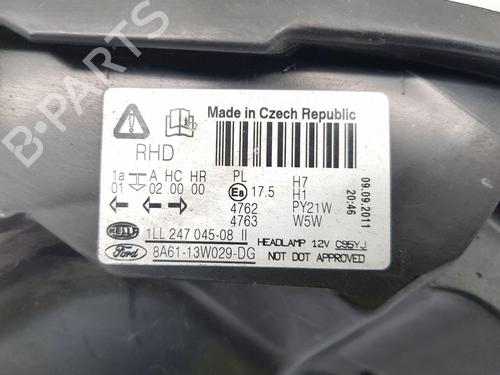 B-PARTS
Made in Czech Republic
RHD
1a A HC HR PL
01 02 00 00 E8 17.5
H7
H1
4762 PY21W
4763 W5W
09.09.2011
20:46
HELLA 1LL 247 045-08 II
HEADLAMP 12V C95YJ
Ford 8A61-13W029-DG
NOT DOT APPROVED